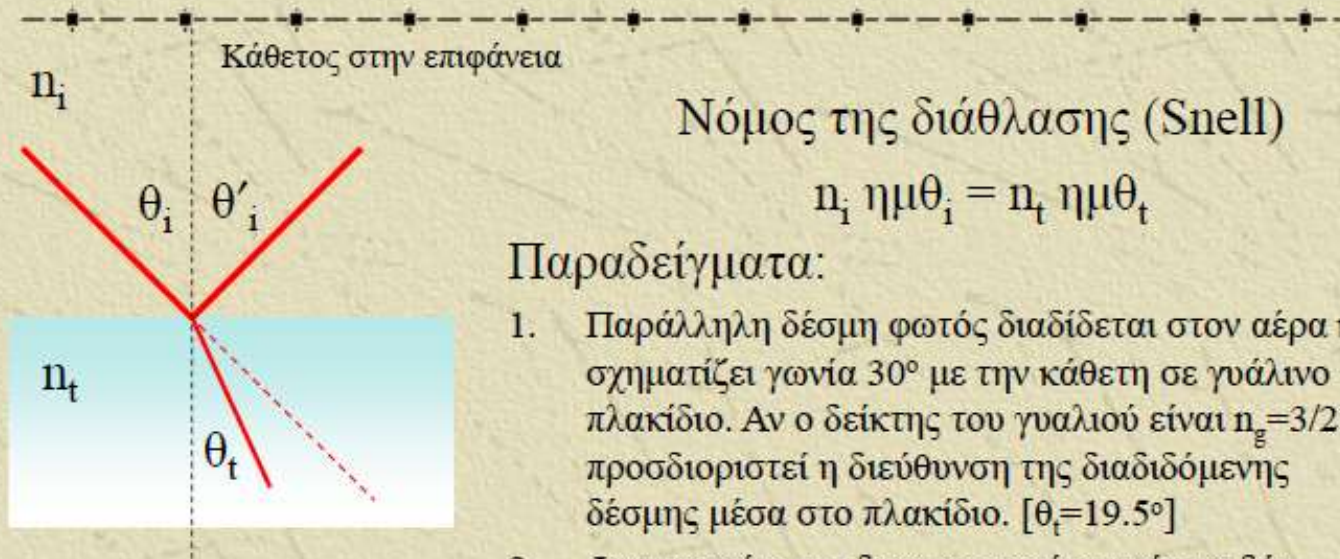 Κάθετος στην επιφάνεια
n_i
Νόμος της διάθλασης (Snell)
n_i ημθ_i = n_t ημθ_t
θ_i θ′_i
Παραδείγματα:
1. Παράλληλη δέσμη φωτός διαδίδεται στον αέρα
σχηματίζει γωνία 30° με την κάθετη σε γυάλινο
n_t
πλακίδιο. Αν ο δείκτης του γυαλιού είναι n_g=3/2
θ_t
προσδιοριστεί η διεύθυνση της διαδιδόμενης
δέσμης μέσα στο πλακίδιο. [θ_t=19.5°]